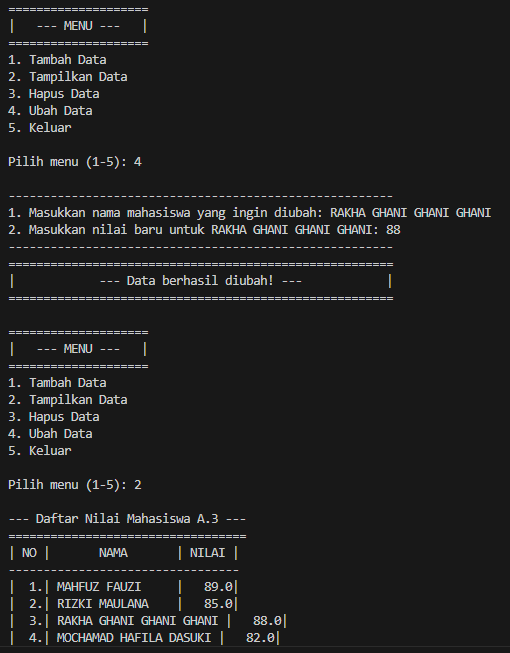 ====================
|   --- MENU ---   |
====================
1. Tambah Data
2. Tampilkan Data
3. Hapus Data
4. Ubah Data
5. Keluar
Pilih menu (1-5): 4
-------------------------------------------------------
1. Masukkan nama mahasiswa yang ingin diubah: RAKHA GHANI GHANI GHANI
2. Masukkan nilai baru untuk RAKHA GHANI GHANI GHANI: 88
-------------------------------------------------------
=======================================================
|            --- Data berhasil diubah! ---            |
=======================================================
====================
|   --- MENU ---   |
====================
1. Tambah Data
2. Tampilkan Data
3. Hapus Data
4. Ubah Data
5. Keluar
Pilih menu (1-5): 2
--- Daftar Nilai Mahasiswa A.3 ---
==================================
| NO |       NAMA       | NILAI |
---------------------------------
|  1.| MAHFUZ FAUZI     |   89.0|
|  2.| RIZKI MAULANA    |   85.0|
|  3.| RAKHA GHANI GHANI GHANI |   88.0|
|  4.| MOCHAMAD HAFILA DASUKI |   82.0|